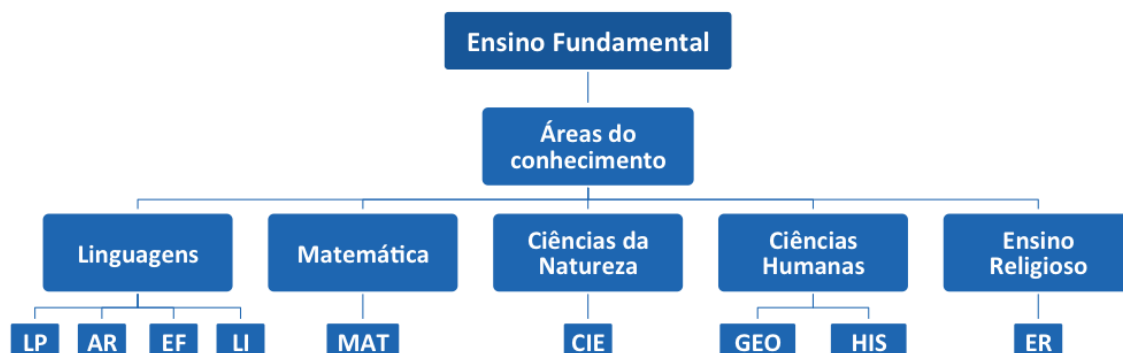 Ensino Fundamental
Áreas do
conhecimento
Linguagens
Matemática
Ciências da
Natureza
Ciências
Humanas
Ensino
Religioso
LP
AR
EF
LI
MAT
CIE
GEO
HIS
ER